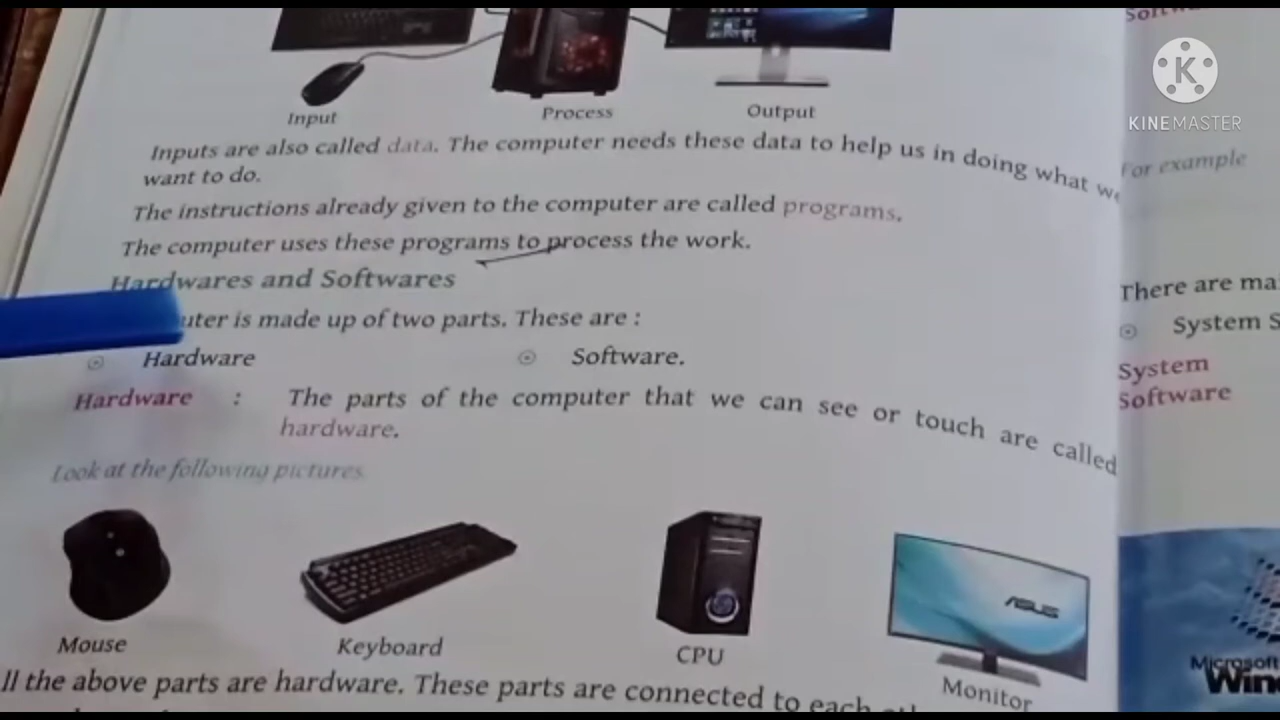 Input
Process
Output
Inputs are also called data. The computer needs these data to help us in doing what we
want to do.
The instructions already given to the computer are called programs.
The computer uses these programs to process the work.
Hardwares and Softwares
is made up of two parts. These are :
Hardware
Software.
Hardware : The parts of the computer that we can see or touch are called
hardware.
Look at the following pictures
ASUS
Mouse
Keyboard
CPU
Monitor
the above parts are hardware. These parts are connected to each
KINEMASTER
For example
There are
System
System
Software
Microsoft